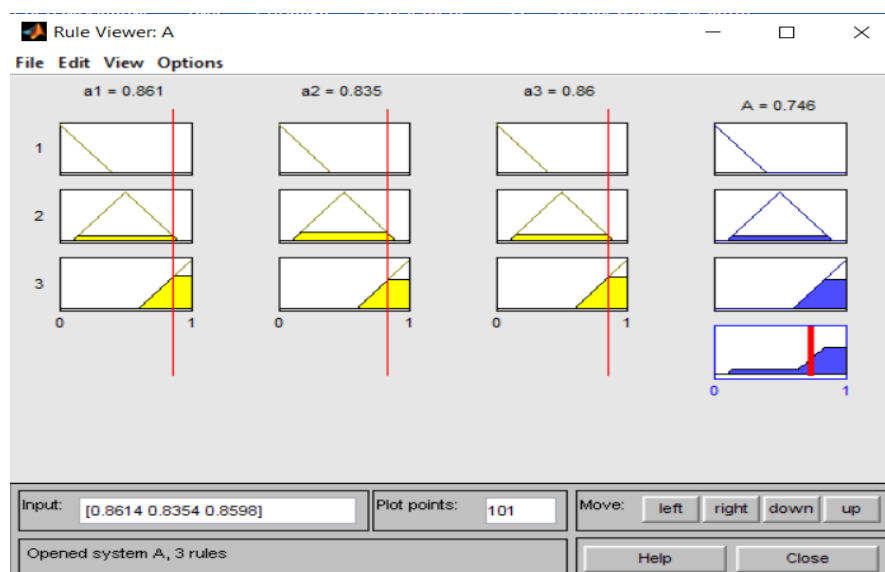 Rule Viewer: A
File Edit View Options
a1 = 0.861 a2 = 0.835 a3 = 0.86 A = 0.746
1
2
3
0 1 0 1 0 1
0 1
Input: [0.8614 0.8354 0.8598] Plot points: 101 Move: left right down up
Opened system A, 3 rules Help Close